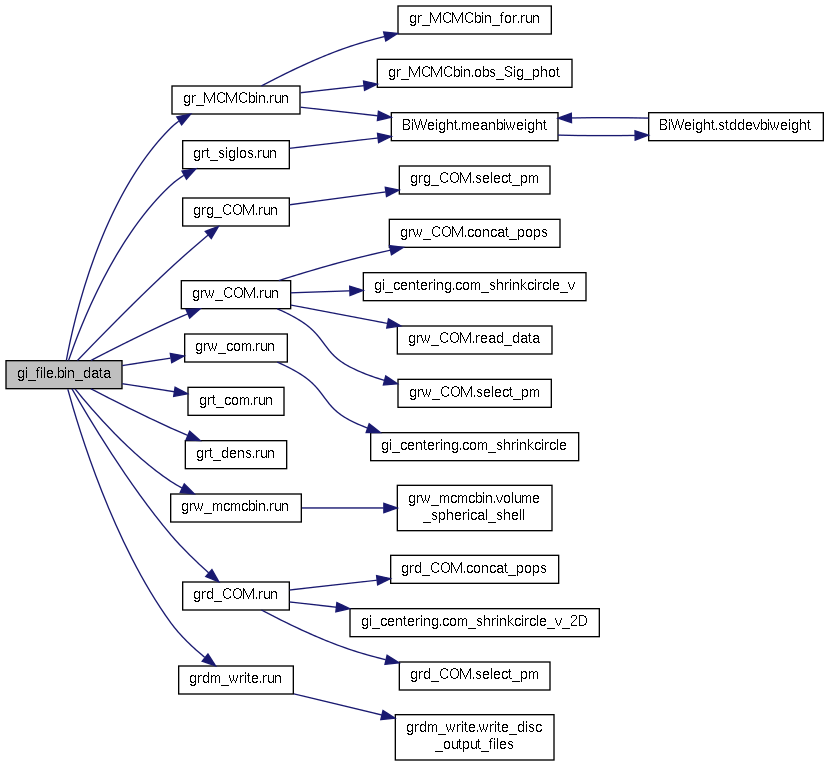 gi_file.bin_data
gr_MCMCbin.run
grt_siglos.run
grg_COM.run
grw_COM.run
grw_com.run
grt_com.run
grt_dens.run
grw_mcmcbin.run
grd_COM.run
grdm_write.run
gr_MCMCbin_for.run
gr_MCMCbin.obs_Sig_phot
BiWeight.meanbiweight
grg_COM.select_pm
grw_COM.concat_pops
gi_centering.com_shrinkcircle_v
grw_COM.read_data
grw_COM.select_pm
gi_centering.com_shrinkcircle
grw_mcmcbin.volume
_spherical_shell
grd_COM.concat_pops
gi_centering.com_shrinkcircle_v_2D
grd_COM.select_pm
grdm_write.write_disc
_output_files
BiWeight.stddevbiweight